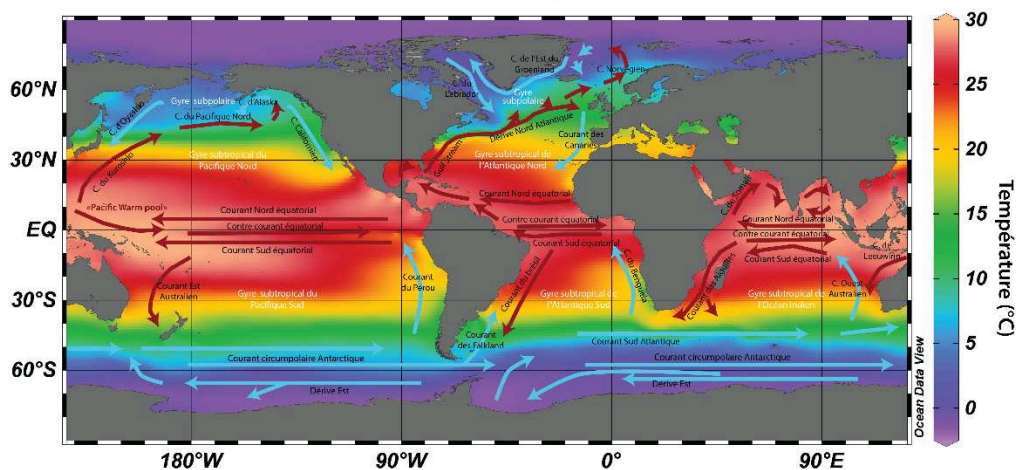 C. de l'Est du
Groenland
C. Norvégien
C. du
Labrador
Gyre
subpolaire
Dérive Nord Atlantique
Gyre subpolaire
C. d'Alaska
C. d'Oyashio
C. du Pacifique Nord
C. Californien
Courant des
Canaries
Gulf Stream
C. du Kuroshio
Gyre subtropical du
Pacifique Nord
Gyre subtropical de
l'Atlantique Nord
C. de Somali
«Pacific Warm pool»
Courant Nord équatorial
Contre courant équatorial
Courant Sud équatorial
Courant Nord équatorial
Contre courant équatorial
Courant Sud équatorial
Courant Nord équatorial
Contre courant équatorial
Courant Sud équatorial
C. de
Leeuwinn
Courant Est
Australien
Courant
du Pérou
Courant du brésil
C. du Benguela
Courant des Aiguilles
C. Ouest
Australien
Gyre subtropical du
Pacifique Sud
Gyre subtropical de
l'Atlantique Sud
Gyre subtropical de
l'Océan Indien
Courant
des Falkland
Courant Sud Atlantique
Courant circumpolaire Antarctique
Courant circumpolaire Antarctique
Dérive Est
Dérive Est
60°N
30°N
EQ
30°S
60°S
180°W
90°W
0°
90°E
Ocean Data View
30
25
20
15
10
5
0
Température (°C)